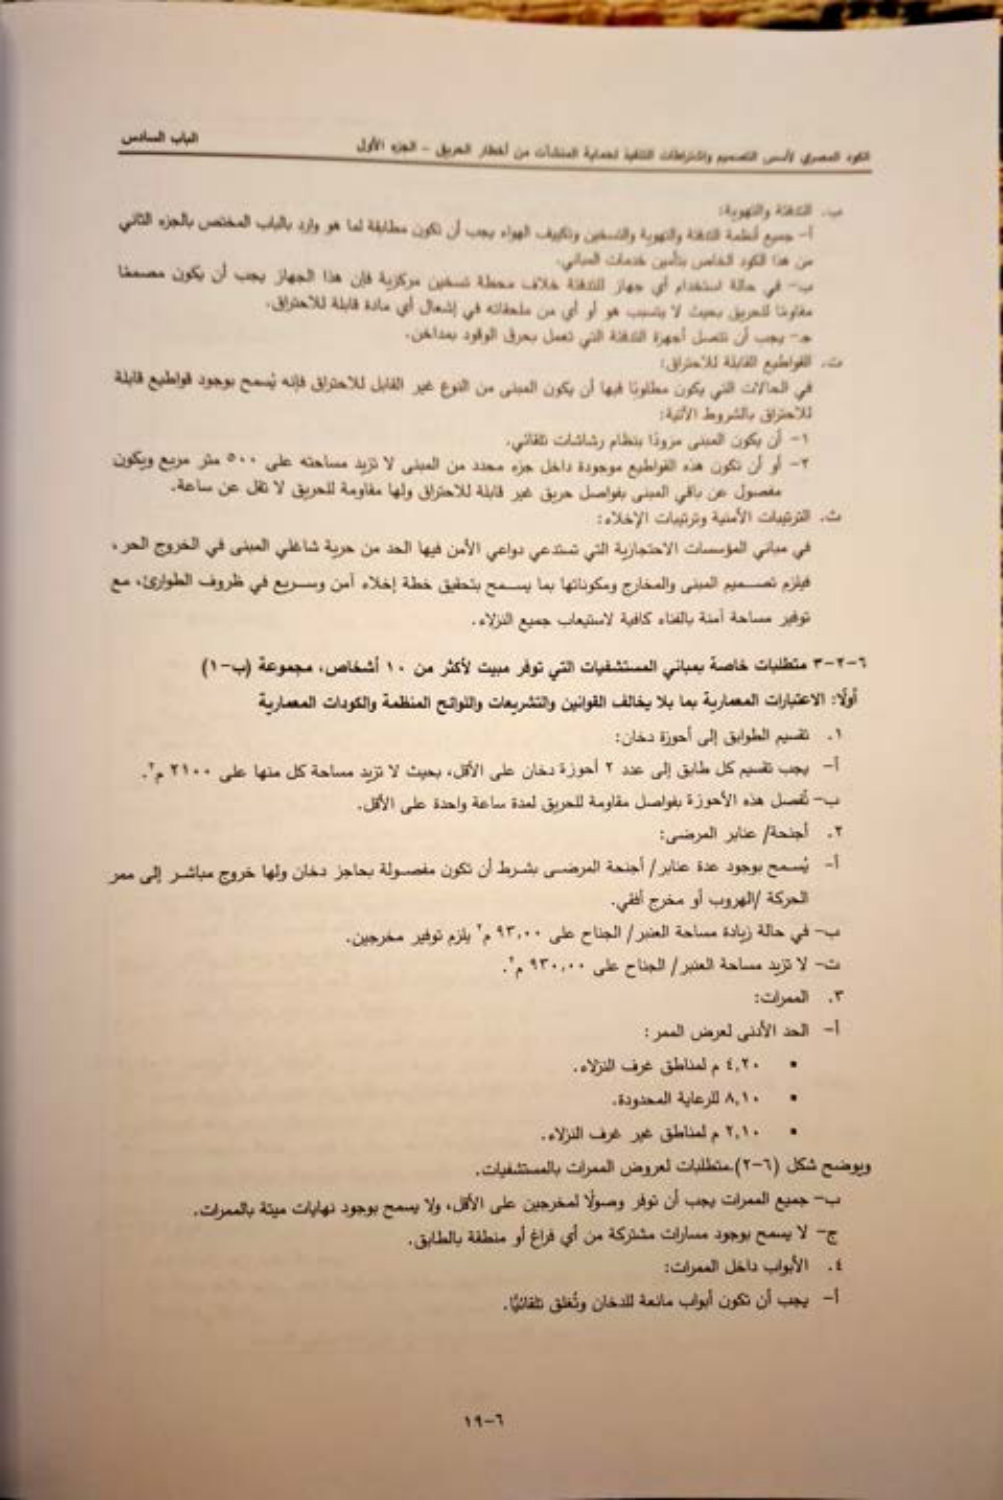 الكود المصري لأسس التصميم واشتراطات التنفيذ لحماية المنشآت من أخطار الحريق – الجزء الأول
الباب السادس
ب. التدفئة والتهوية:
أ- جميع أنظمة التدفئة والتهوية والتسخين وتكييف الهواء يجب أن تكون مطابقة لما هو وارد بالباب المختص بالجزء الثاني
من هذا الكود الخاص بتأمين خدمات المباني.
ب- في حالة استخدام أي جهاز للتدفئة خلاف محطة تسخين مركزية فإن هذا الجهاز يجب أن يكون مصممًا
مقاومًا للحريق بحيث لا يتسبب هو أو أي من ملحقاته في إشعال أي مادة قابلة للاحتراق.
ج- يجب أن تتصل أجهزة التدفئة التي تعمل بحرق الوقود بمداخن.
ت. القواطيع القابلة للاحتراق:
في الحالات التي يكون مطلوبًا فيها أن يكون المبنى من النوع غير القابل للاحتراق فإنه يُسمح بوجود قواطيع قابلة
للاحتراق بالشروط الآتية:
١- أن يكون المبنى مزودًا بنظام رشاشات تلقائي.
٢- أو أن تكون هذه القواطيع موجودة داخل جزء محدد من المبنى لا تزيد مساحته على ٥٠٠ متر مربع ويكون
مفصول عن باقي المبنى بفواصل حريق غير قابلة للاحتراق ولها مقاومة للحريق لا تقل عن ساعة.
ث. الترتيبات الأمنية وترتيبات الإخلاء:
في مباني المؤسسات الاحتجازية التي تستدعي دواعي الأمن فيها الحد من حرية شاغلي المبنى في الخروج الحر،
فيلزم تصميم المبنى والمخارج ومكوناتها بما يسمح بتحقيق خطة إخلاء آمن وسريع في ظروف الطوارئ، مع
توفير مساحة آمنة بالفناء كافية لاستيعاب جميع النزلاء.
٦-٢-٣ متطلبات خاصة بمباني المستشفيات التي توفر مبيت لأكثر من ١٠ أشخاص، مجموعة (ب-١)
أولًا: الاعتبارات المعمارية بما بلا يخالف القوانين والتشريعات واللوائح المنظمة والكودات المعمارية
١. تقسيم الطوابق إلى أحوزة دخان:
أ- يجب تقسيم كل طابق إلى عدد ٢ أحوزة دخان على الأقل، بحيث لا تزيد مساحة كل منها على ٢١٠٠ م٢.
ب- تُفصل هذه الأحوزة بفواصل مقاومة للحريق لمدة ساعة واحدة على الأقل.
٢. أجنحة/ عنابر المرضى:
أ- يُسمح بوجود عدة عنابر/ أجنحة المرضى بشرط أن تكون مفصولة بحاجز دخان ولها خروج مباشر إلى ممر
الحركة /الهروب أو مخرج أفقي.
ب- في حالة زيادة مساحة العنبر/ الجناح على ٩٣,٠٠ م٢ يلزم توفير مخرجين.
ت- لا تزيد مساحة العنبر/ الجناح على ٩٣٠,٠٠ م٢.
٣. الممرات:
أ- الحد الأدنى لعرض الممر:
▪ ٤,٢٠ م لمناطق غرف النزلاء.
▪ ٨,١٠ للرعاية المحدودة.
▪ ٢,١٠ م لمناطق غير غرف النزلاء.
ويوضح شكل (٦-٢) متطلبات لعروض الممرات بالمستشفيات.
ب- جميع الممرات يجب أن توفر وصولًا لمخرجين على الأقل، ولا يسمح بوجود نهايات ميتة بالممرات.
ج- لا يسمح بوجود مسارات مشتركة من أي فراغ أو منطقة بالطابق.
٤. الأبواب داخل الممرات:
أ- يجب أن تكون أبواب مانعة للدخان وتُغلق تلقائيًا.
٦-١٩